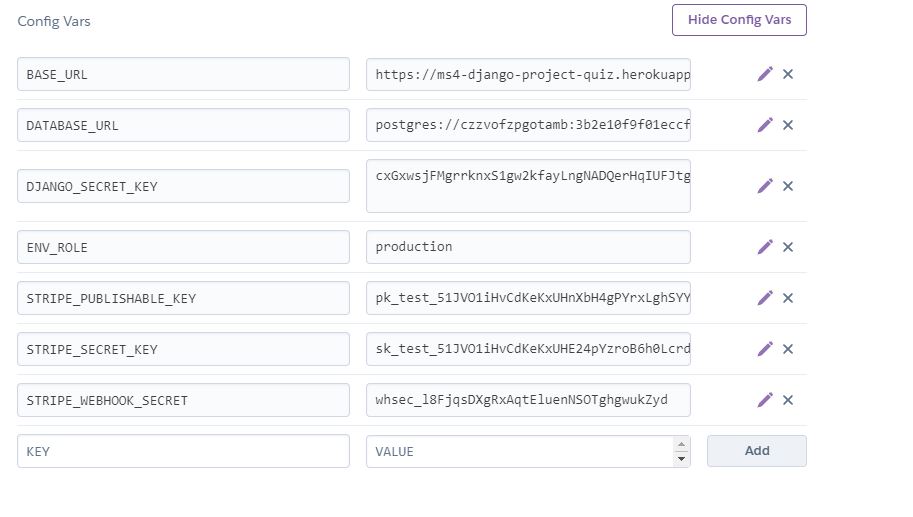 Config Vars
Hide Config Vars
BASE_URL
https://ms4-django-project-quiz.herokuapp
DATABASE_URL
postgres://czzvofzpgotamb:3b2e10f9f01eccf
DJANGO_SECRET_KEY
cxGxwsjFMgrrknxS1gw2kfayLngNADQerHqIUFJtg
ENV_ROLE
production
STRIPE_PUBLISHABLE_KEY
pk_test_51JVO1iHvCdKeKxUHnXbH4gPYrxLghSYY
STRIPE_SECRET_KEY
sk_test_51JVO1iHvCdKeKxUHE24pYzroB6h0Lcrd
STRIPE_WEBHOOK_SECRET
whsec_l8FjqsDXgRxAqtEluenNSOTghgwukZyd
KEY
VALUE
Add